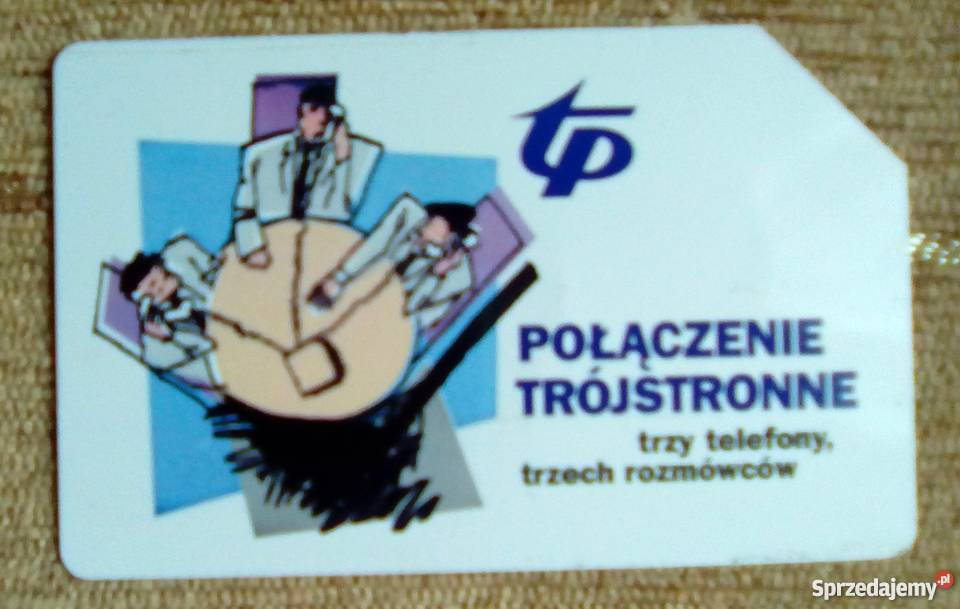 tp
POŁĄCZENIE
TRÓJSTRONNE
trzy telefony,
trzech rozmówców
Sprzedajemy.pl